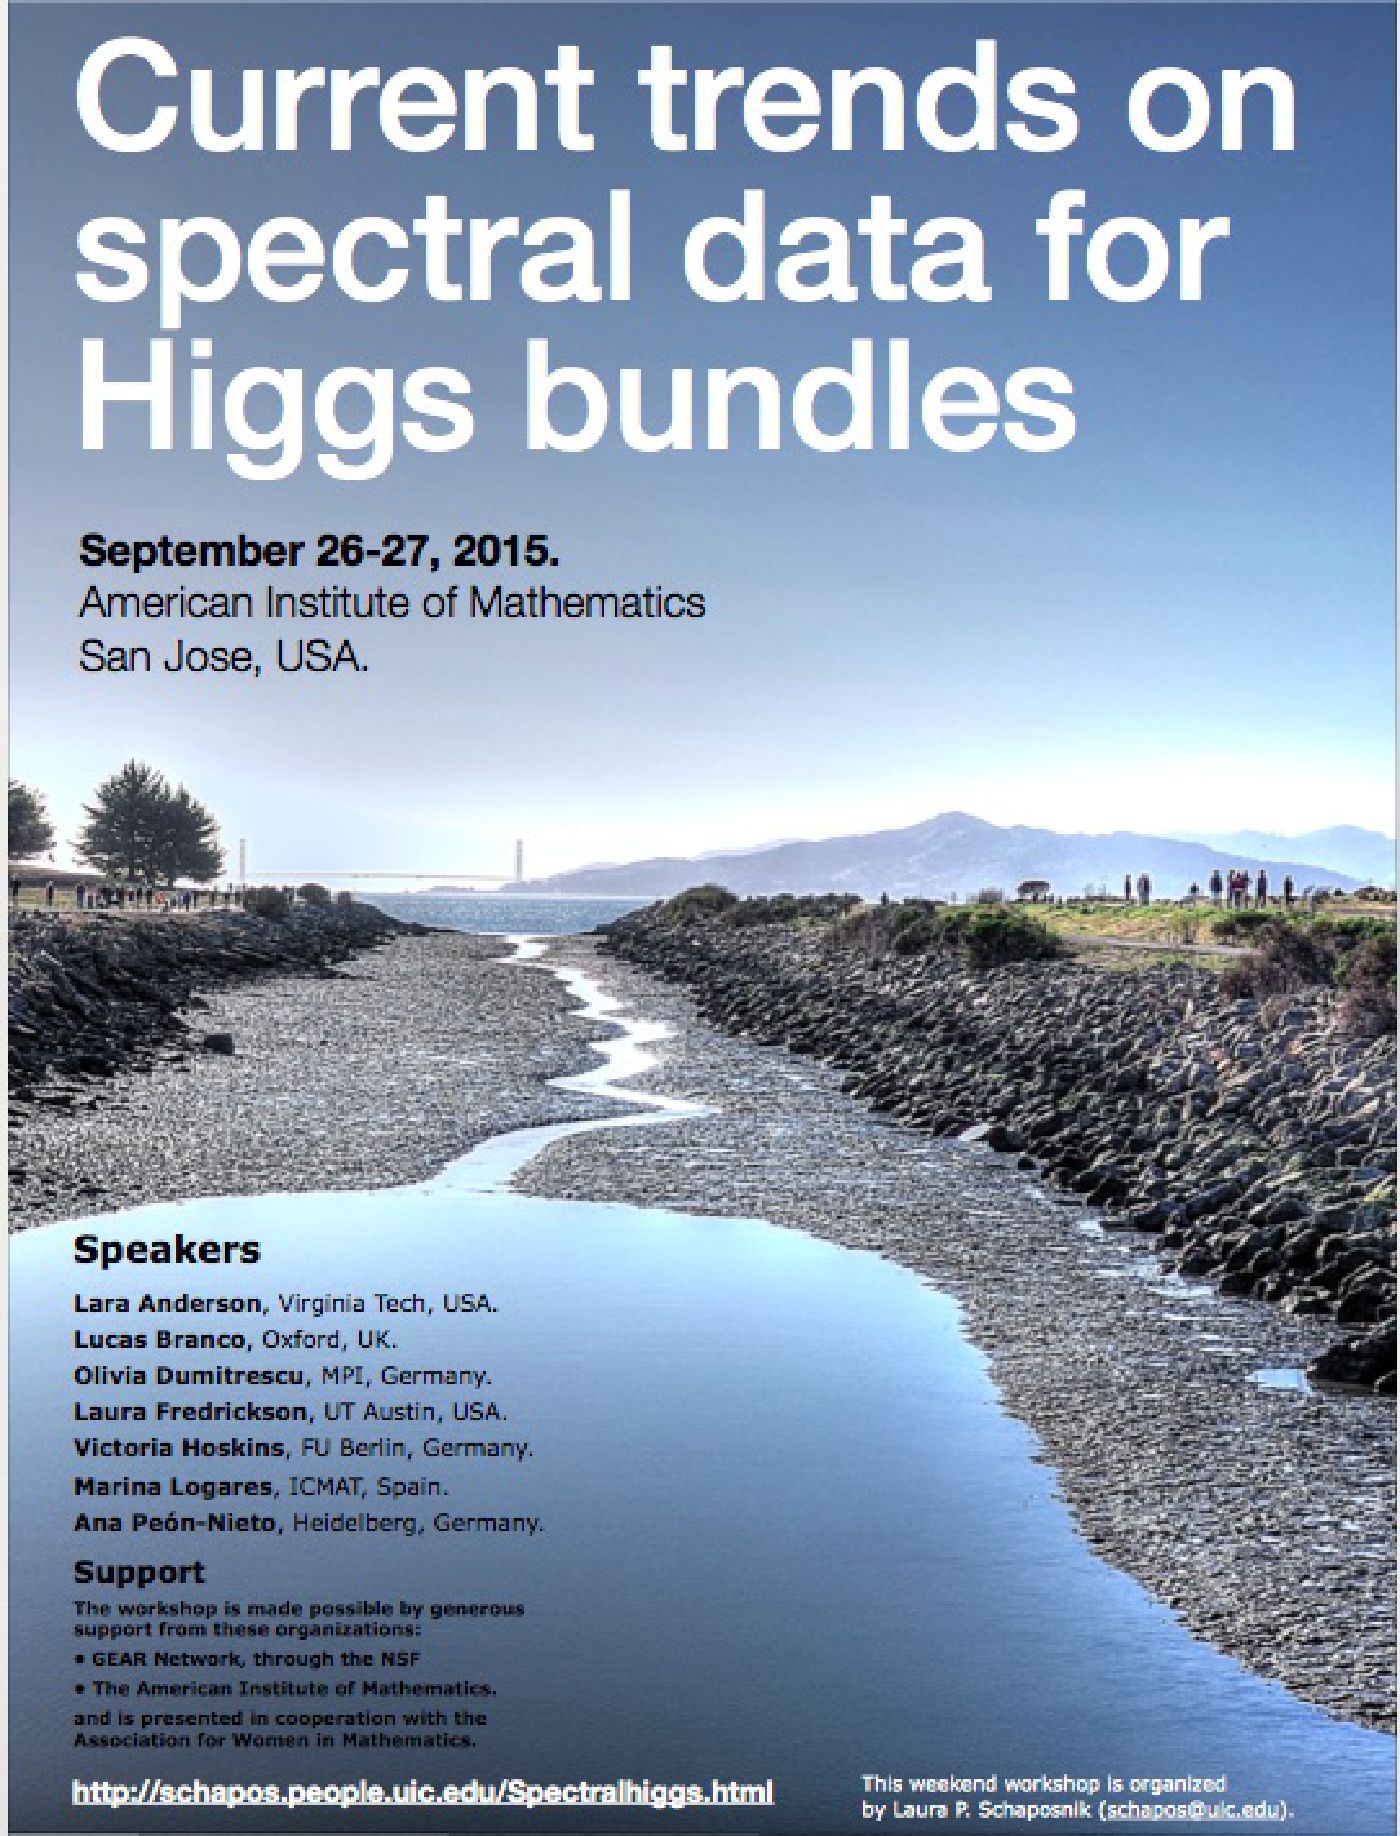 Current trends on
spectral data for
Higgs bundles
September 26-27, 2015.
American Institute of Mathematics
San Jose, USA.
Speakers
Lara Anderson, Virginia Tech, USA.
Lucas Branco, Oxford, UK.
Olivia Dumitrescu, MPI, Germany.
Laura Fredrickson, UT Austin, USA.
Victoria Hoskins, FU Berlin, Germany.
Marina Logares, ICMAT, Spain.
Ana Peón-Nieto, Heidelberg, Germany.
Support
The workshop is made possible by generous
support from these organizations:
• GEAR Network, through the NSF
• The American Institute of Mathematics.
and is presented in cooperation with the
Association for Women in Mathematics.
http://schapos.people.uic.edu/Spectralhiggs.html
This weekend workshop is organized
by Laura P. Schaposnik (schapos@uic.edu).